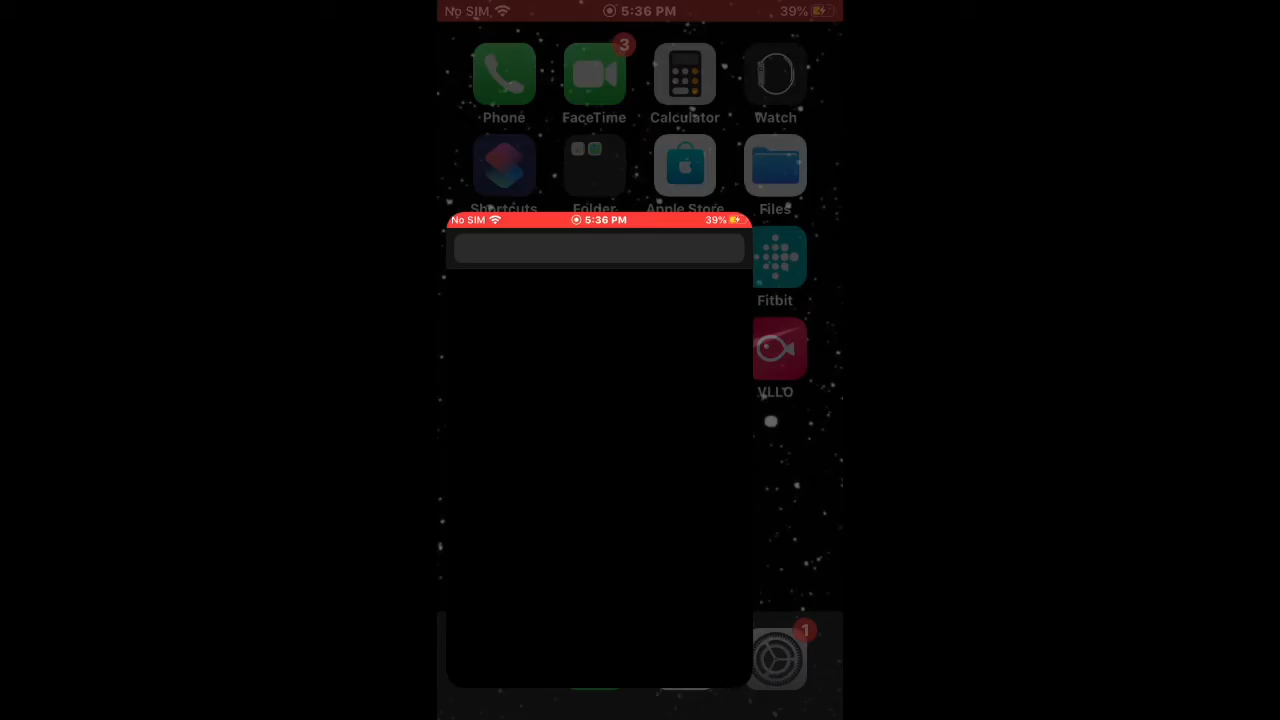 No SIM 5:36 PM 39%
3
Phone FaceTime Calculator Watch
Shortcuts Folder Apple Store Files
No SIM 5:36 PM 39%
Fitbit
VLLO
1